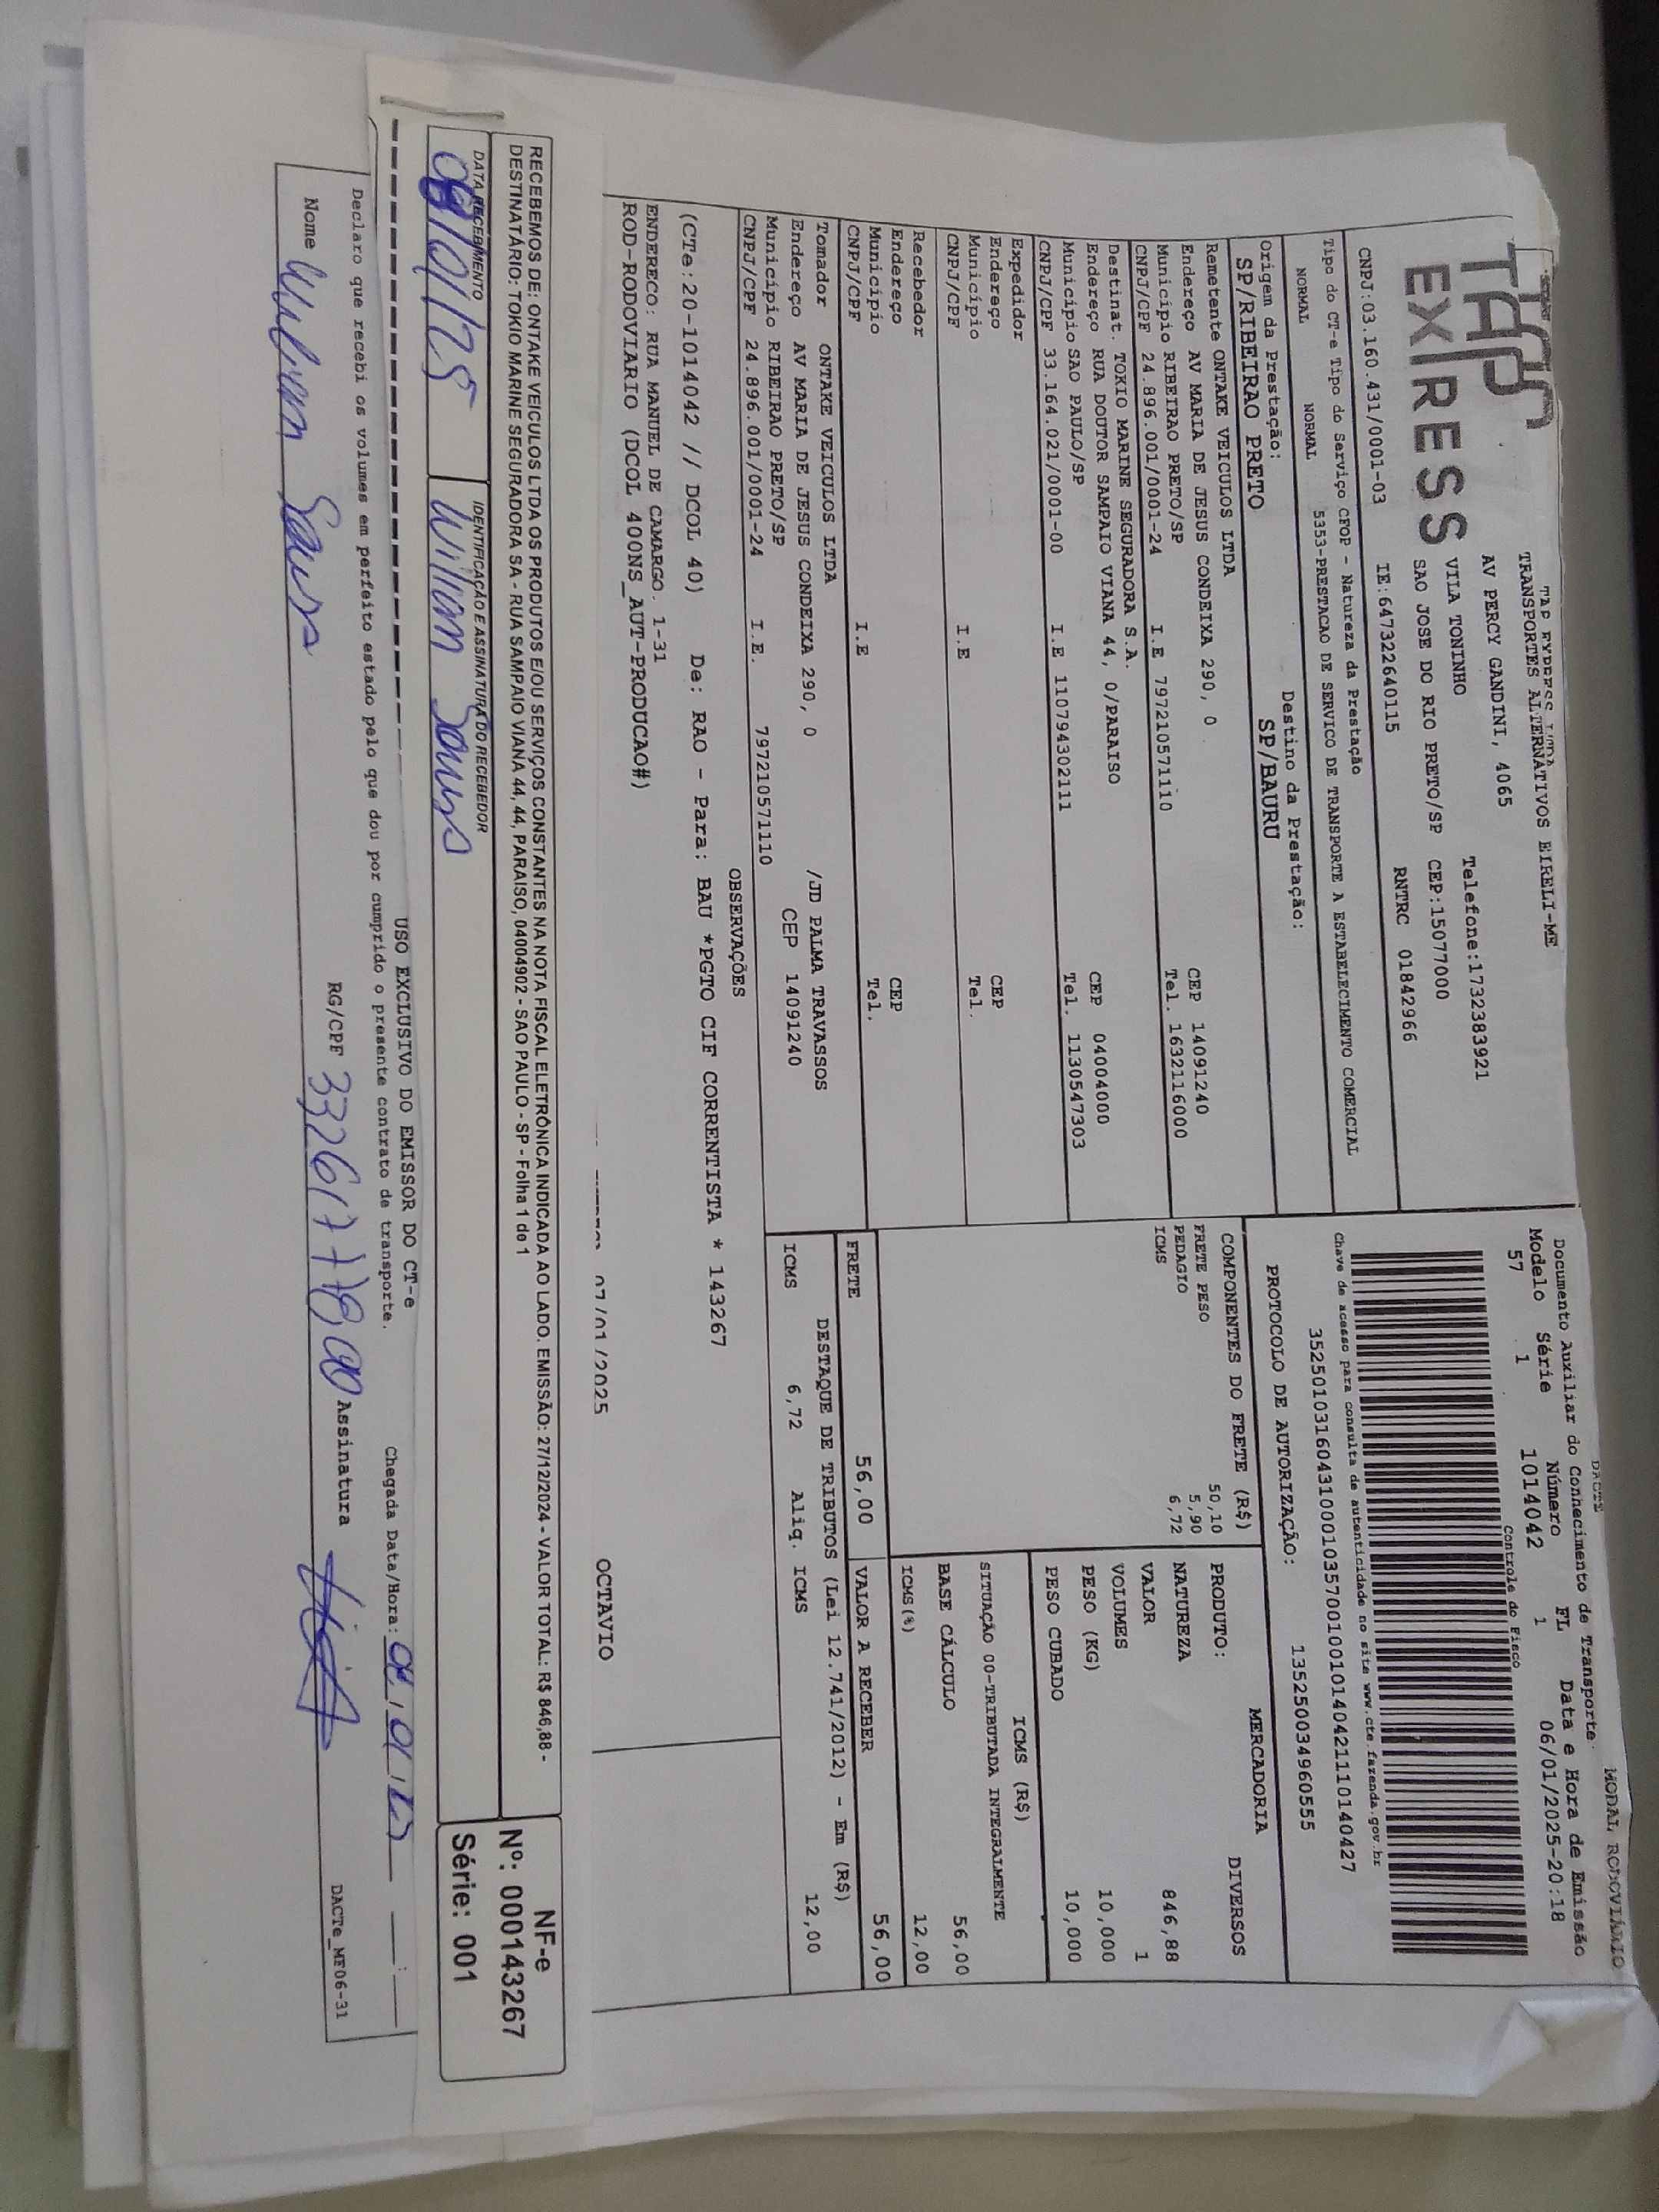 TAP EXPRESS
TRANSPORTES ALTERNATIVOS EIRELI-ME
AV PERCY GANDINI, 4065
VILA TONINHO
Telefone:1732383921
SAO JOSE DO RIO PRETO/SP CEP:15077000
CNPJ:03.160.431/0001-03 IE:647322640115 RNTRC 01842966
Tipo do CT-e Tipo do Serviço CFOP - Natureza da Prestação
NORMAL NORMAL 5353-PRESTACAO DE SERVICO DE TRANSPORTE A ESTABELECIMENTO COMERCIAL
Origem da Prestação: Destino da Prestação:
SP/RIBEIRAO PRETO SP/BAURU
DACTE MODAL RODOVIÁRIO
Documento Auxiliar do Conhecimento de Transporte
Modelo Série Número FL Data e Hora de Emissão
57 1 1014042 1 06/01/2025-20:18
Controle do Fisco
Chave de acesso para consulta de autenticidade no site www.cte.fazenda.gov.br
PROTOCOLO DE AUTORIZAÇÃO: 135250034960555
Remetente ONTAKE VEICULOS LTDA
Endereço AV MARIA DE JESUS CONDEIXA 290, 0 CEP 14091240
Município RIBEIRAO PRETO/SP Tel. 1632116000
CNPJ/CPF 24.896.001/0001-24 I.E 797210571110
Destinat. TOKIO MARINE SEGURADORA S.A.
Endereço RUA DOUTOR SAMPAIO VIANA 44, 0/PARAISO CEP 04004000
Município SAO PAULO/SP Tel. 1130547303
CNPJ/CPF 33.164.021/0001-00 I.E 110794302111
Expedidor
Endereço CEP
Município Tel.
CNPJ/CPF I.E
Recebedor
Endereço CEP
Município Tel.
CNPJ/CPF I.E
Tomador ONTAKE VEICULOS LTDA /JD PALMA TRAVASSOS
Endereço AV MARIA DE JESUS CONDEIXA 290, 0 CEP 14091240
Município RIBEIRAO PRETO/SP
CNPJ/CPF 24.896.001/0001-24 I.E. 797210571110
COMPONENTES DO FRETE (R$)
FRETE PESO 50,10
PEDAGIO 5,90
ICMS 6,72
MERCADORIA
PRODUTO: DIVERSOS
NATUREZA
VALOR 846,88
VOLUMES 1
PESO (KG) 10,000
PESO CUBADO 10,000
ICMS (R$)
SITUAÇÃO 00-TRIBUTADA INTEGRALMENTE
BASE CÁLCULO 56,00
ICMS(%) 12,00
FRETE 56,00 VALOR A RECEBER 56,00
DESTAQUE DE TRIBUTOS (Lei 12.741/2012) - Em (R$)
ICMS 6,72 Aliq. ICMS 12,00
OBSERVAÇÕES
(CTe:20-1014042 // DCOL 40) De: RAO - Para: BAU *PGTO CIF CORRENTISTA * 143267
ENDERECO: RUA MANUEL DE CAMARGO. 1-31
ROD-RODOVIARIO (DCOL 400NS_AUT-PRODUCAO#)
07/01/2025 OCTAVIO
RECEBEMOS DE: ONTAKE VEICULOS LTDA OS PRODUTOS E/OU SERVIÇOS CONSTANTES NA NOTA FISCAL ELETRÔNICA INDICADA AO LADO. EMISSÃO: 27/12/2024 - VALOR TOTAL: R$ 846,88 -
DESTINATÁRIO: TOKIO MARINE SEGURADORA SA - RUA SAMPAIO VIANA 44, 44, PARAISO, 04004902 - SAO PAULO - SP - Folha 1 de 1
DATA RECEBIMENTO IDENTIFICAÇÃO E ASSINATURA DO RECEBEDOR
08/01/25 Willian
NF-e
Nº: 000143267
Série: 001
USO EXCLUSIVO DO EMISSOR DO CT-e
Declaro que recebi os volumes em perfeito estado pelo que dou por cumprido o presente contrato de transporte.
Chegada Data/Hora: 08/01/25
Nome Willian RG/CPF Assinatura
DACTe_MF06-31